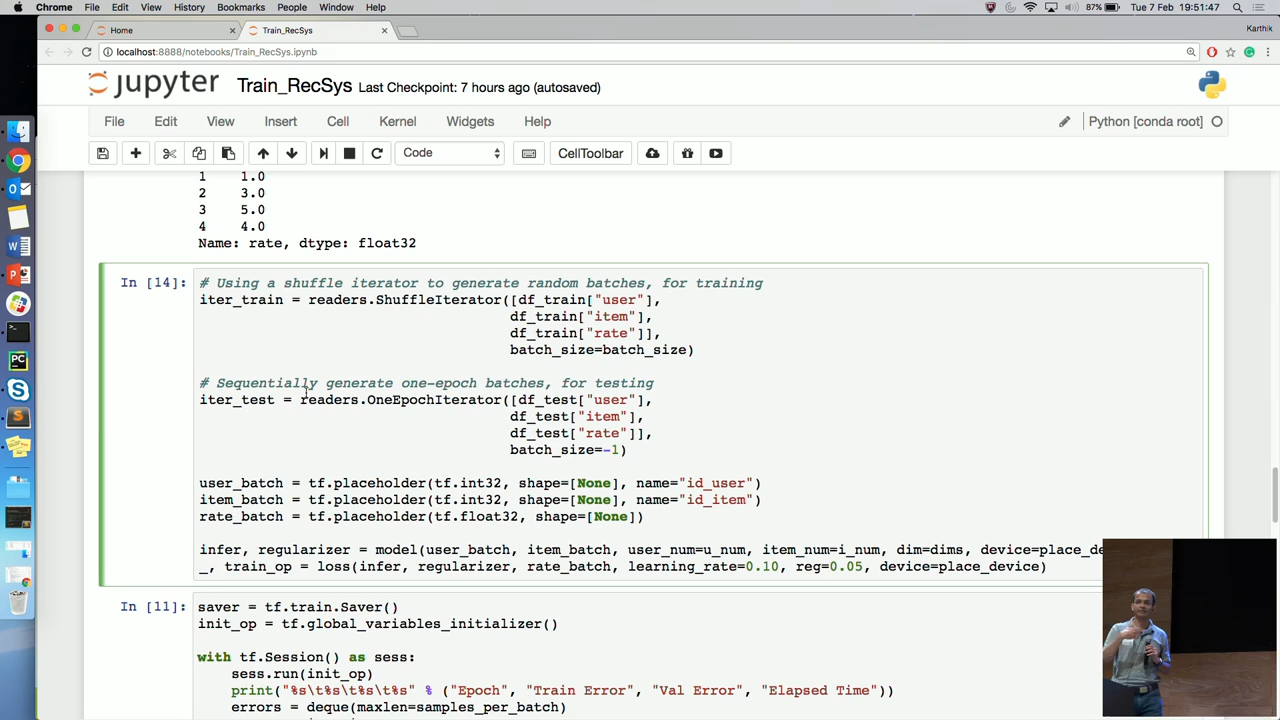 Chrome File Edit View History Bookmarks People Window Help 87% Tue 7 Feb 19:51:47
Home Train_RecSys Karthik
localhost:8888/notebooks/Train_RecSys.ipynb
jupyter Train_RecSys Last Checkpoint: 7 hours ago (autosaved)
File Edit View Insert Cell Kernel Widgets Help Python [conda root]
Code CellToolbar
1 1.0
2 3.0
3 5.0
4 4.0
Name: rate, dtype: float32
In [14]: # Using a shuffle iterator to generate random batches, for training
iter_train = readers.ShuffleIterator([df_train["user"],
df_train["item"],
df_train["rate"]],
batch_size=batch_size)
# Sequentially generate one-epoch batches, for testing
iter_test = readers.OneEpochIterator([df_test["user"],
df_test["item"],
df_test["rate"]],
batch_size=-1)
user_batch = tf.placeholder(tf.int32, shape=[None], name="id_user")
item_batch = tf.placeholder(tf.int32, shape=[None], name="id_item")
rate_batch = tf.placeholder(tf.float32, shape=[None])
infer, regularizer = model(user_batch, item_batch, user_num=u_num, item_num=i_num, dim=dims, device=place_de
_, train_op = loss(infer, regularizer, rate_batch, learning_rate=0.10, reg=0.05, device=place_device)
In [11]: saver = tf.train.Saver()
init_op = tf.global_variables_initializer()
with tf.Session() as sess:
sess.run(init_op)
print("%s\t%s\t%s\t%s" % ("Epoch", "Train Error", "Val Error", "Elapsed Time"))
errors = deque(maxlen=samples_per_batch)